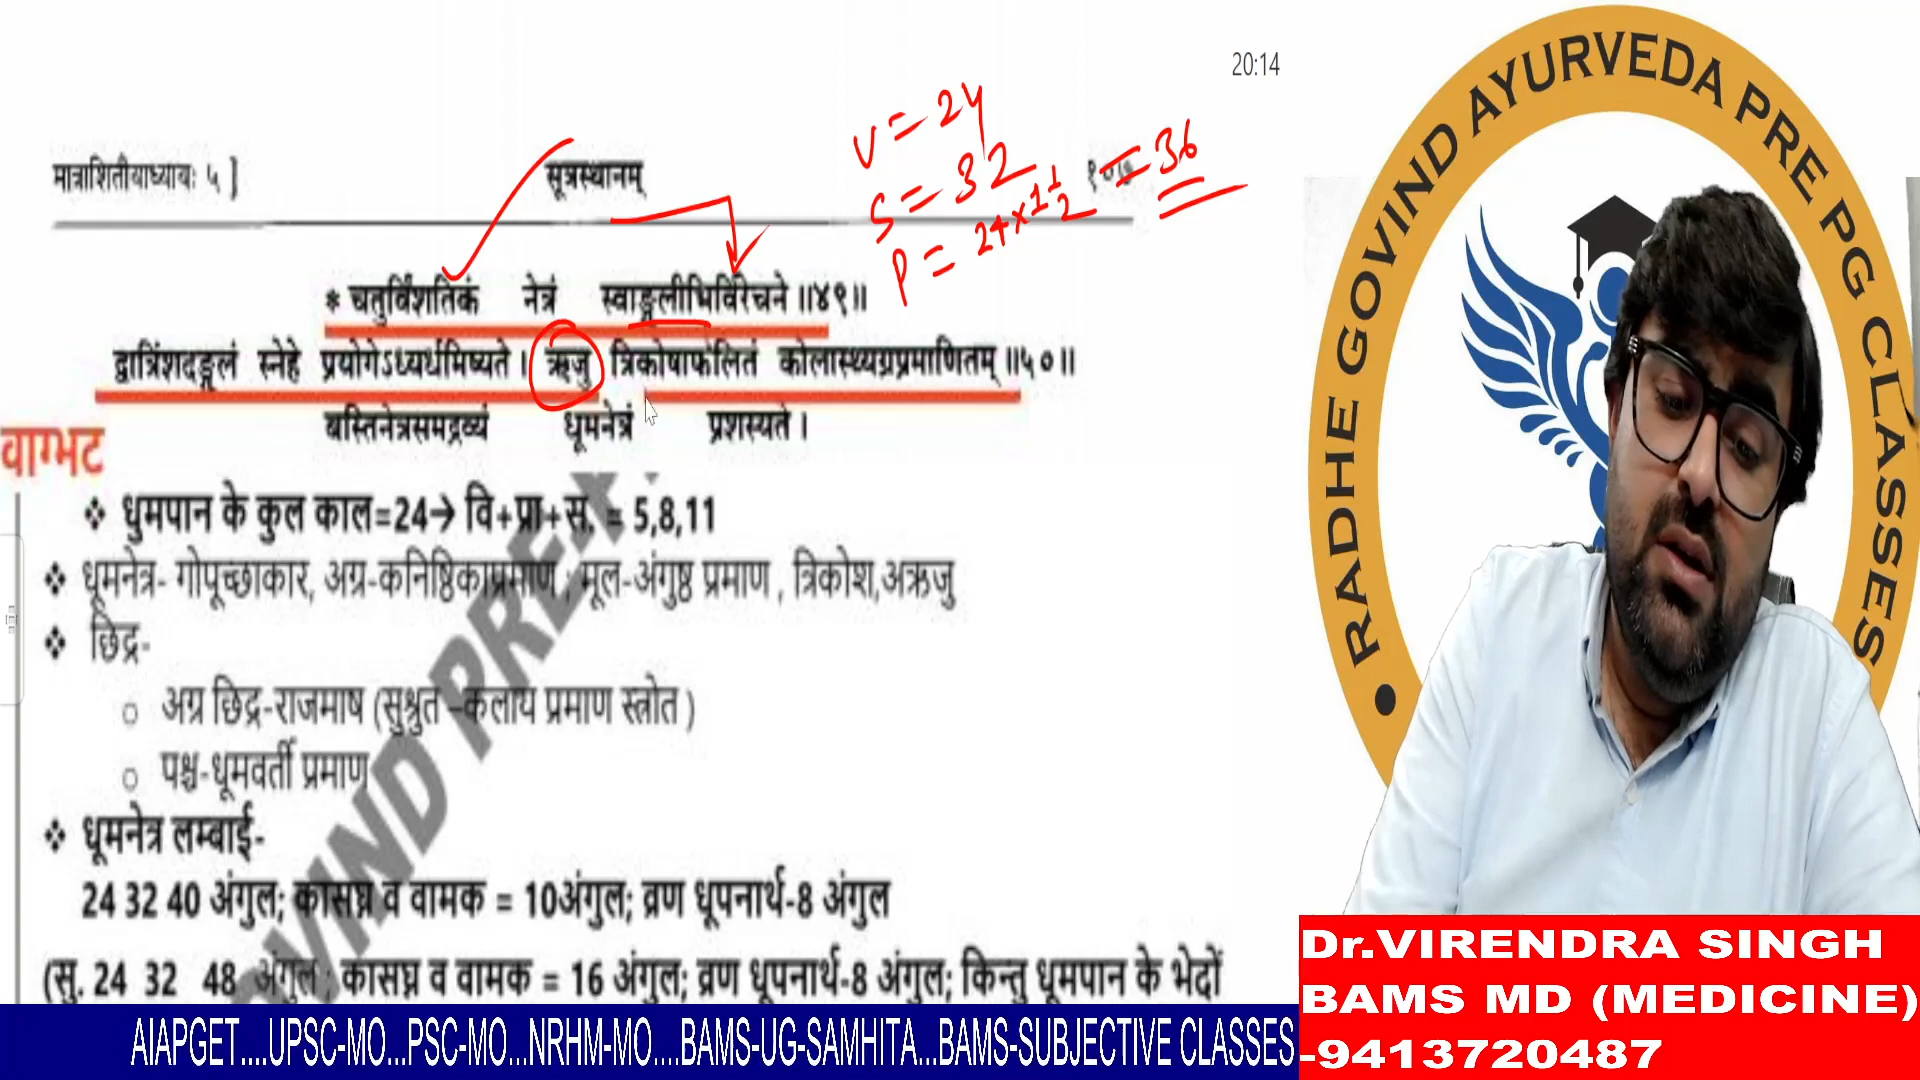 20:14
मात्राशितीयाध्यायः ५ ]
सूत्रस्थानम्
V = 24
S = 32
P = 24 x 1 1/2 = 36
* चतुर्विंशतिकं नेत्रं स्वाङ्गुलीभिर्विरेचने ॥४९॥
द्वात्रिंशदङ्गुलं स्नेहे प्रयोगेऽध्यर्धमिष्यते । ऋजु त्रिकोषाफलितं कोलास्थ्यग्रप्रमाणितम् ॥५०॥
बस्तिनेत्रसमद्रव्यं धूमनेत्रं प्रशस्यते ।
वाग्भट
❖ धुमपान के कुल काल=24→ वि+प्रा+स. = 5,8,11
❖ धूमनेत्र- गोपूच्छाकार, अग्र-कनिष्ठिकाप्रमाण , मूल-अंगुष्ठ प्रमाण , त्रिकोश,अऋजु
❖ छिद्र-
○ अग्र छिद्र-राजमाष (सुश्रुत –कलाय प्रमाण स्त्रोत )
○ पश्च-धूमवर्ती प्रमाण
❖ धूमनेत्र लम्बाई-
24 32 40 अंगुल; कासघ्न व वामक = 10अंगुल; व्रण धूपनार्थ-8 अंगुल
(सु. 24 32 48 अंगुल ; कासघ्न व वामक = 16 अंगुल; व्रण धूपनार्थ-8 अंगुल; किन्तु धूमपान के भेदों
OVIND PRE-P
RADHE GOVIND AYURVEDA PRE PG CLASSES
Dr.VIRENDRA SINGH
BAMS MD (MEDICINE)
-9413720487
AIAPGET....UPSC-MO...PSC-MO...NRHM-MO....BAMS-UG-SAMHITA...BAMS-SUBJECTIVE CLASSES